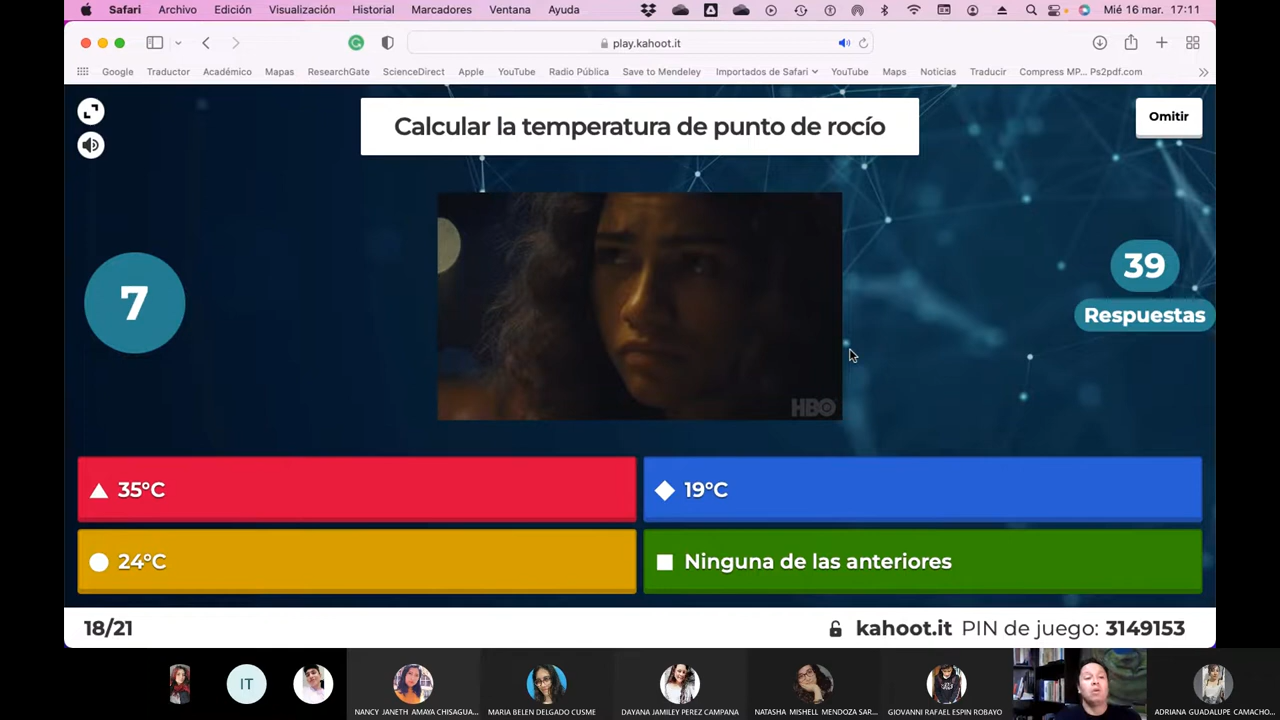 Safari Archivo Edición Visualización Historial Marcadores Ventana Ayuda Mié 16 mar. 17:11
play.kahoot.it
Google Traductor Académico Mapas ResearchGate ScienceDirect Apple YouTube Radio Pública Save to Mendeley Importados de Safari YouTube Maps Noticias Traducir Compress MP... Ps2pdf.com
Calcular la temperatura de punto de rocío
Omitir
7
39
Respuestas
HBO
35°C
19°C
24°C
Ninguna de las anteriores
18/21
kahoot.it PIN de juego: 3149153
IT
NANCY JANETH AMAYA CHISAGUA...
MARIA BELEN DELGADO CUSME
DAYANA JAMILEY PEREZ CAMPANA
NATASHA MISHELL MENDOZA SAR...
GIOVANNI RAFAEL ESPIN ROBAYO
ADRIANA GUADALUPE CAMACHO...